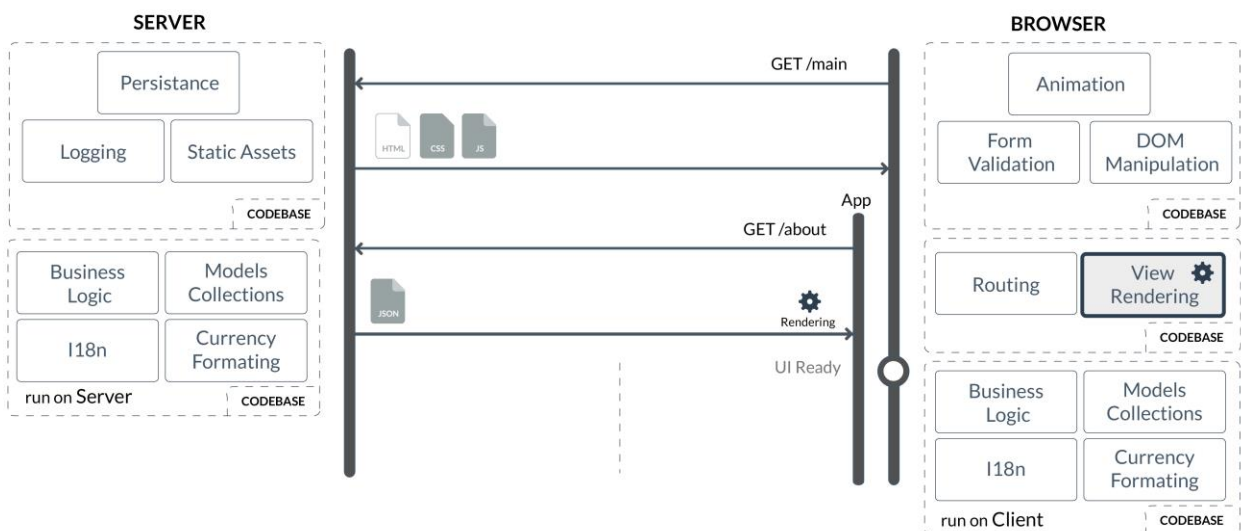 SERVER
Persistance
Logging
Static Assets
CODEBASE
Business
Logic
Models
Collections
I18n
Currency
Formating
run on Server
CODEBASE
GET /main
HTML
CSS
JS
App
GET /about
JSON
Rendering
UI Ready
BROWSER
Animation
Form
Validation
DOM
Manipulation
CODEBASE
Routing
View
Rendering
CODEBASE
Business
Logic
Models
Collections
I18n
Currency
Formating
run on Client
CODEBASE